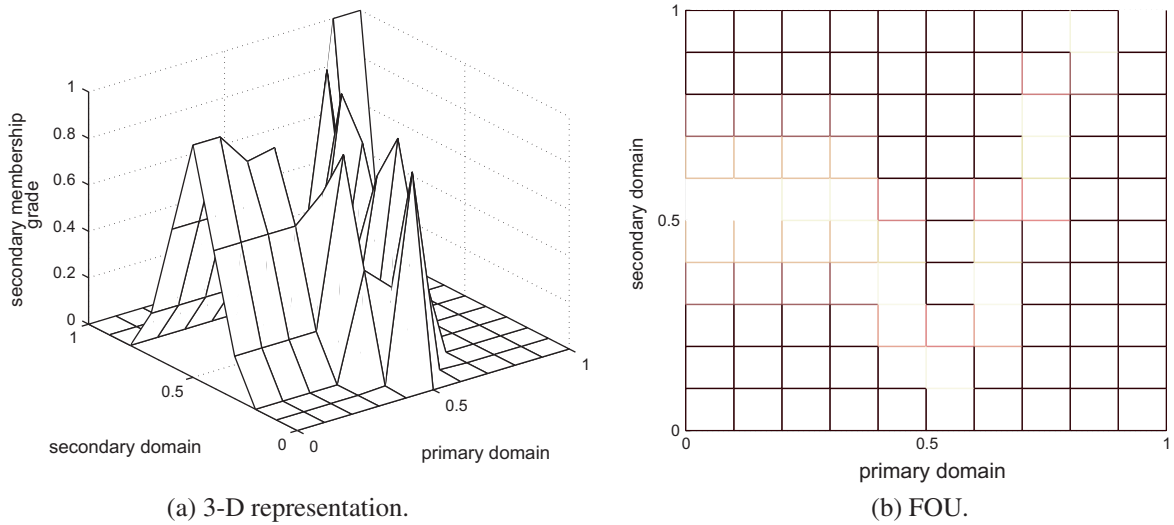 1
0.8
0.6
0.4
0.2
0
secondary membership
grade
1
0.5
0
secondary domain
0
0.5
1
primary domain
(a) 3-D representation.
1
0.5
0
secondary domain
0
0.5
1
primary domain
(b) FOU.